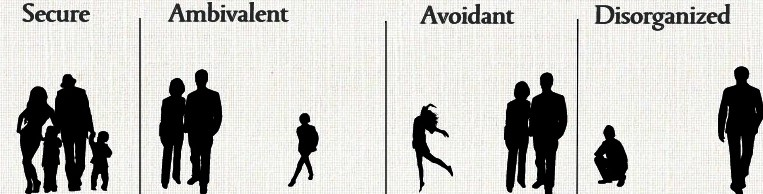 Secure
Ambivalent
Avoidant
Disorganized